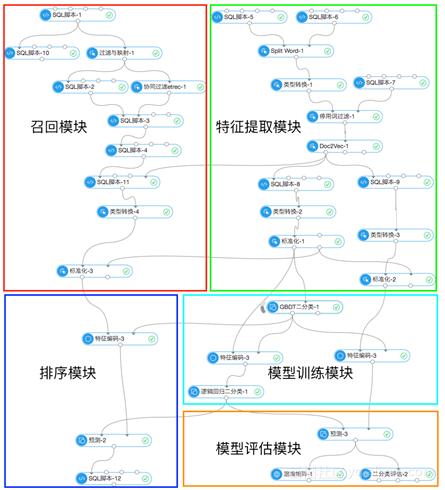 SQL脚本-1
SQL脚本-10
过滤与映射-1
SQL脚本-2
协同过滤etrec-1
SQL脚本-3
召回模块
SQL脚本-4
SQL脚本-11
类型转换-4
标准化-3
SQL脚本-5
SQL脚本-6
Split Word-1
类型转换-1
SQL脚本-7
停用词过滤-1
特征提取模块
Doc2Vec-1
SQL脚本-8
SQL脚本-9
类型转换-2
类型转换-3
标准化-1
标准化-2
特征编码-3
排序模块
预测-2
SQL脚本-12
GBDT二分类-1
特征编码-3
特征编码-3
模型训练模块
逻辑回归二分类-1
预测-3
模型评估模块
混淆矩阵-1
二分类评估-2